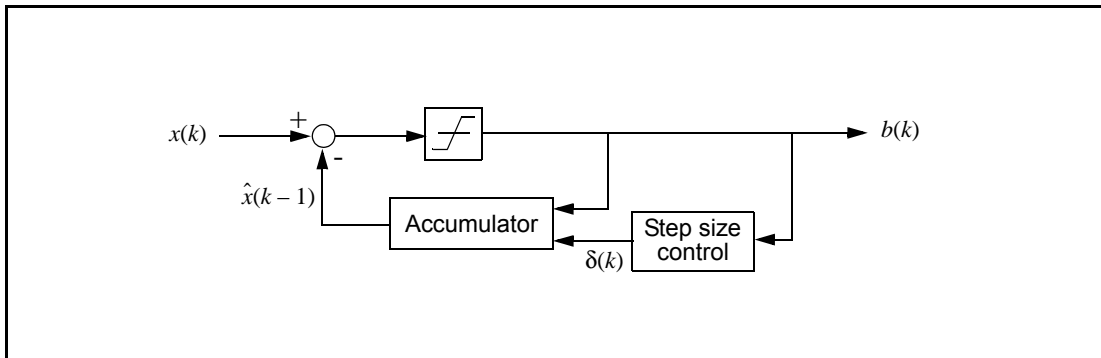 x(k)
+
-
b(k)
x̂(k – 1)
Accumulator
Step size
control
δ(k)